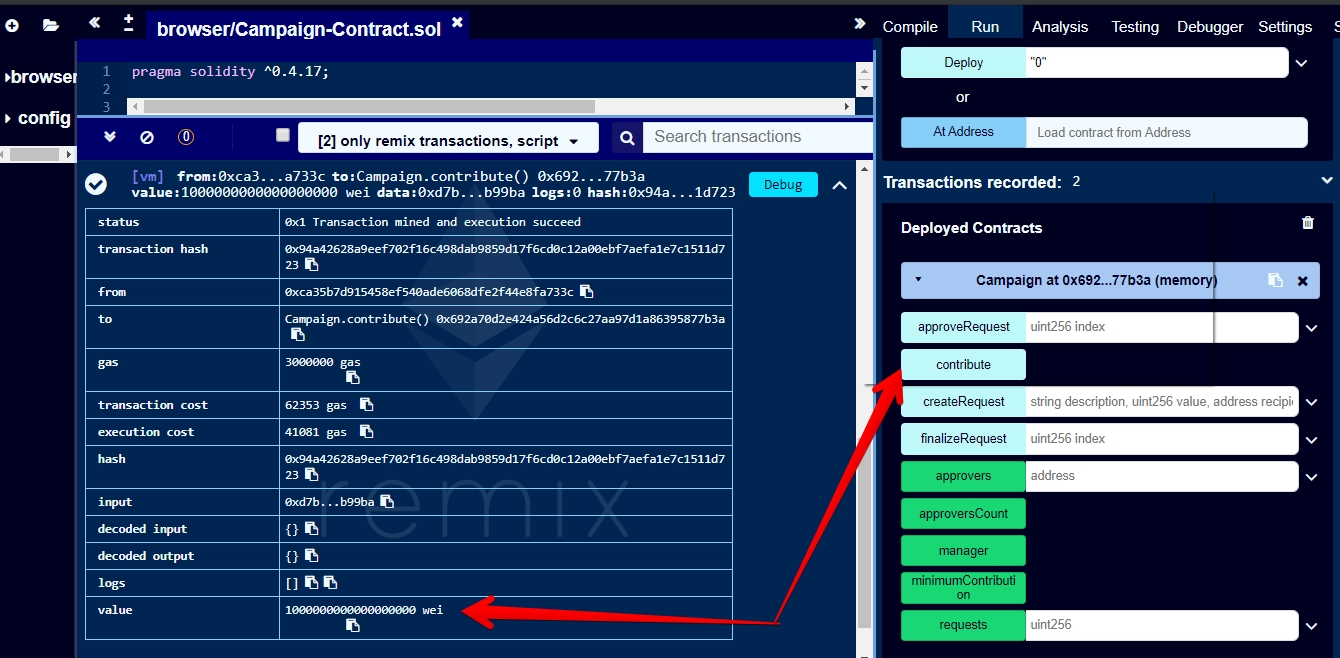 browser/Campaign-Contract.sol
Compile Run Analysis Testing Debugger Settings S
browser
config
1 pragma solidity ^0.4.17;
2
3
[2] only remix transactions, script
Search transactions
[vm] from:0xca3...a733c to:Campaign.contribute() 0x692...77b3a
value:1000000000000000000 wei data:0xd7b...b99ba logs:0 hash:0x94a...1d723
Debug
status 0x1 Transaction mined and execution succeed
transaction hash 0x94a42628a9eef702f16c498dab9859d17f6cd0c12a00ebf7aefa1e7c1511d7
23
from 0xca35b7d915458ef540ade6068dfe2f44e8fa733c
to Campaign.contribute() 0x692a70d2e424a56d2c6c27aa97d1a86395877b3a
gas 3000000 gas
transaction cost 62353 gas
execution cost 41081 gas
hash 0x94a42628a9eef702f16c498dab9859d17f6cd0c12a00ebf7aefa1e7c1511d7
23
input 0xd7b...b99ba
decoded input {}
decoded output {}
logs []
value 1000000000000000000 wei
remix
Deploy "0"
or
At Address Load contract from Address
Transactions recorded: 2
Deployed Contracts
Campaign at 0x692...77b3a (memory)
approveRequest uint256 index
contribute
createRequest string description, uint256 value, address recipi
finalizeRequest uint256 index
approvers address
approversCount
manager
minimumContributi
on
requests uint256